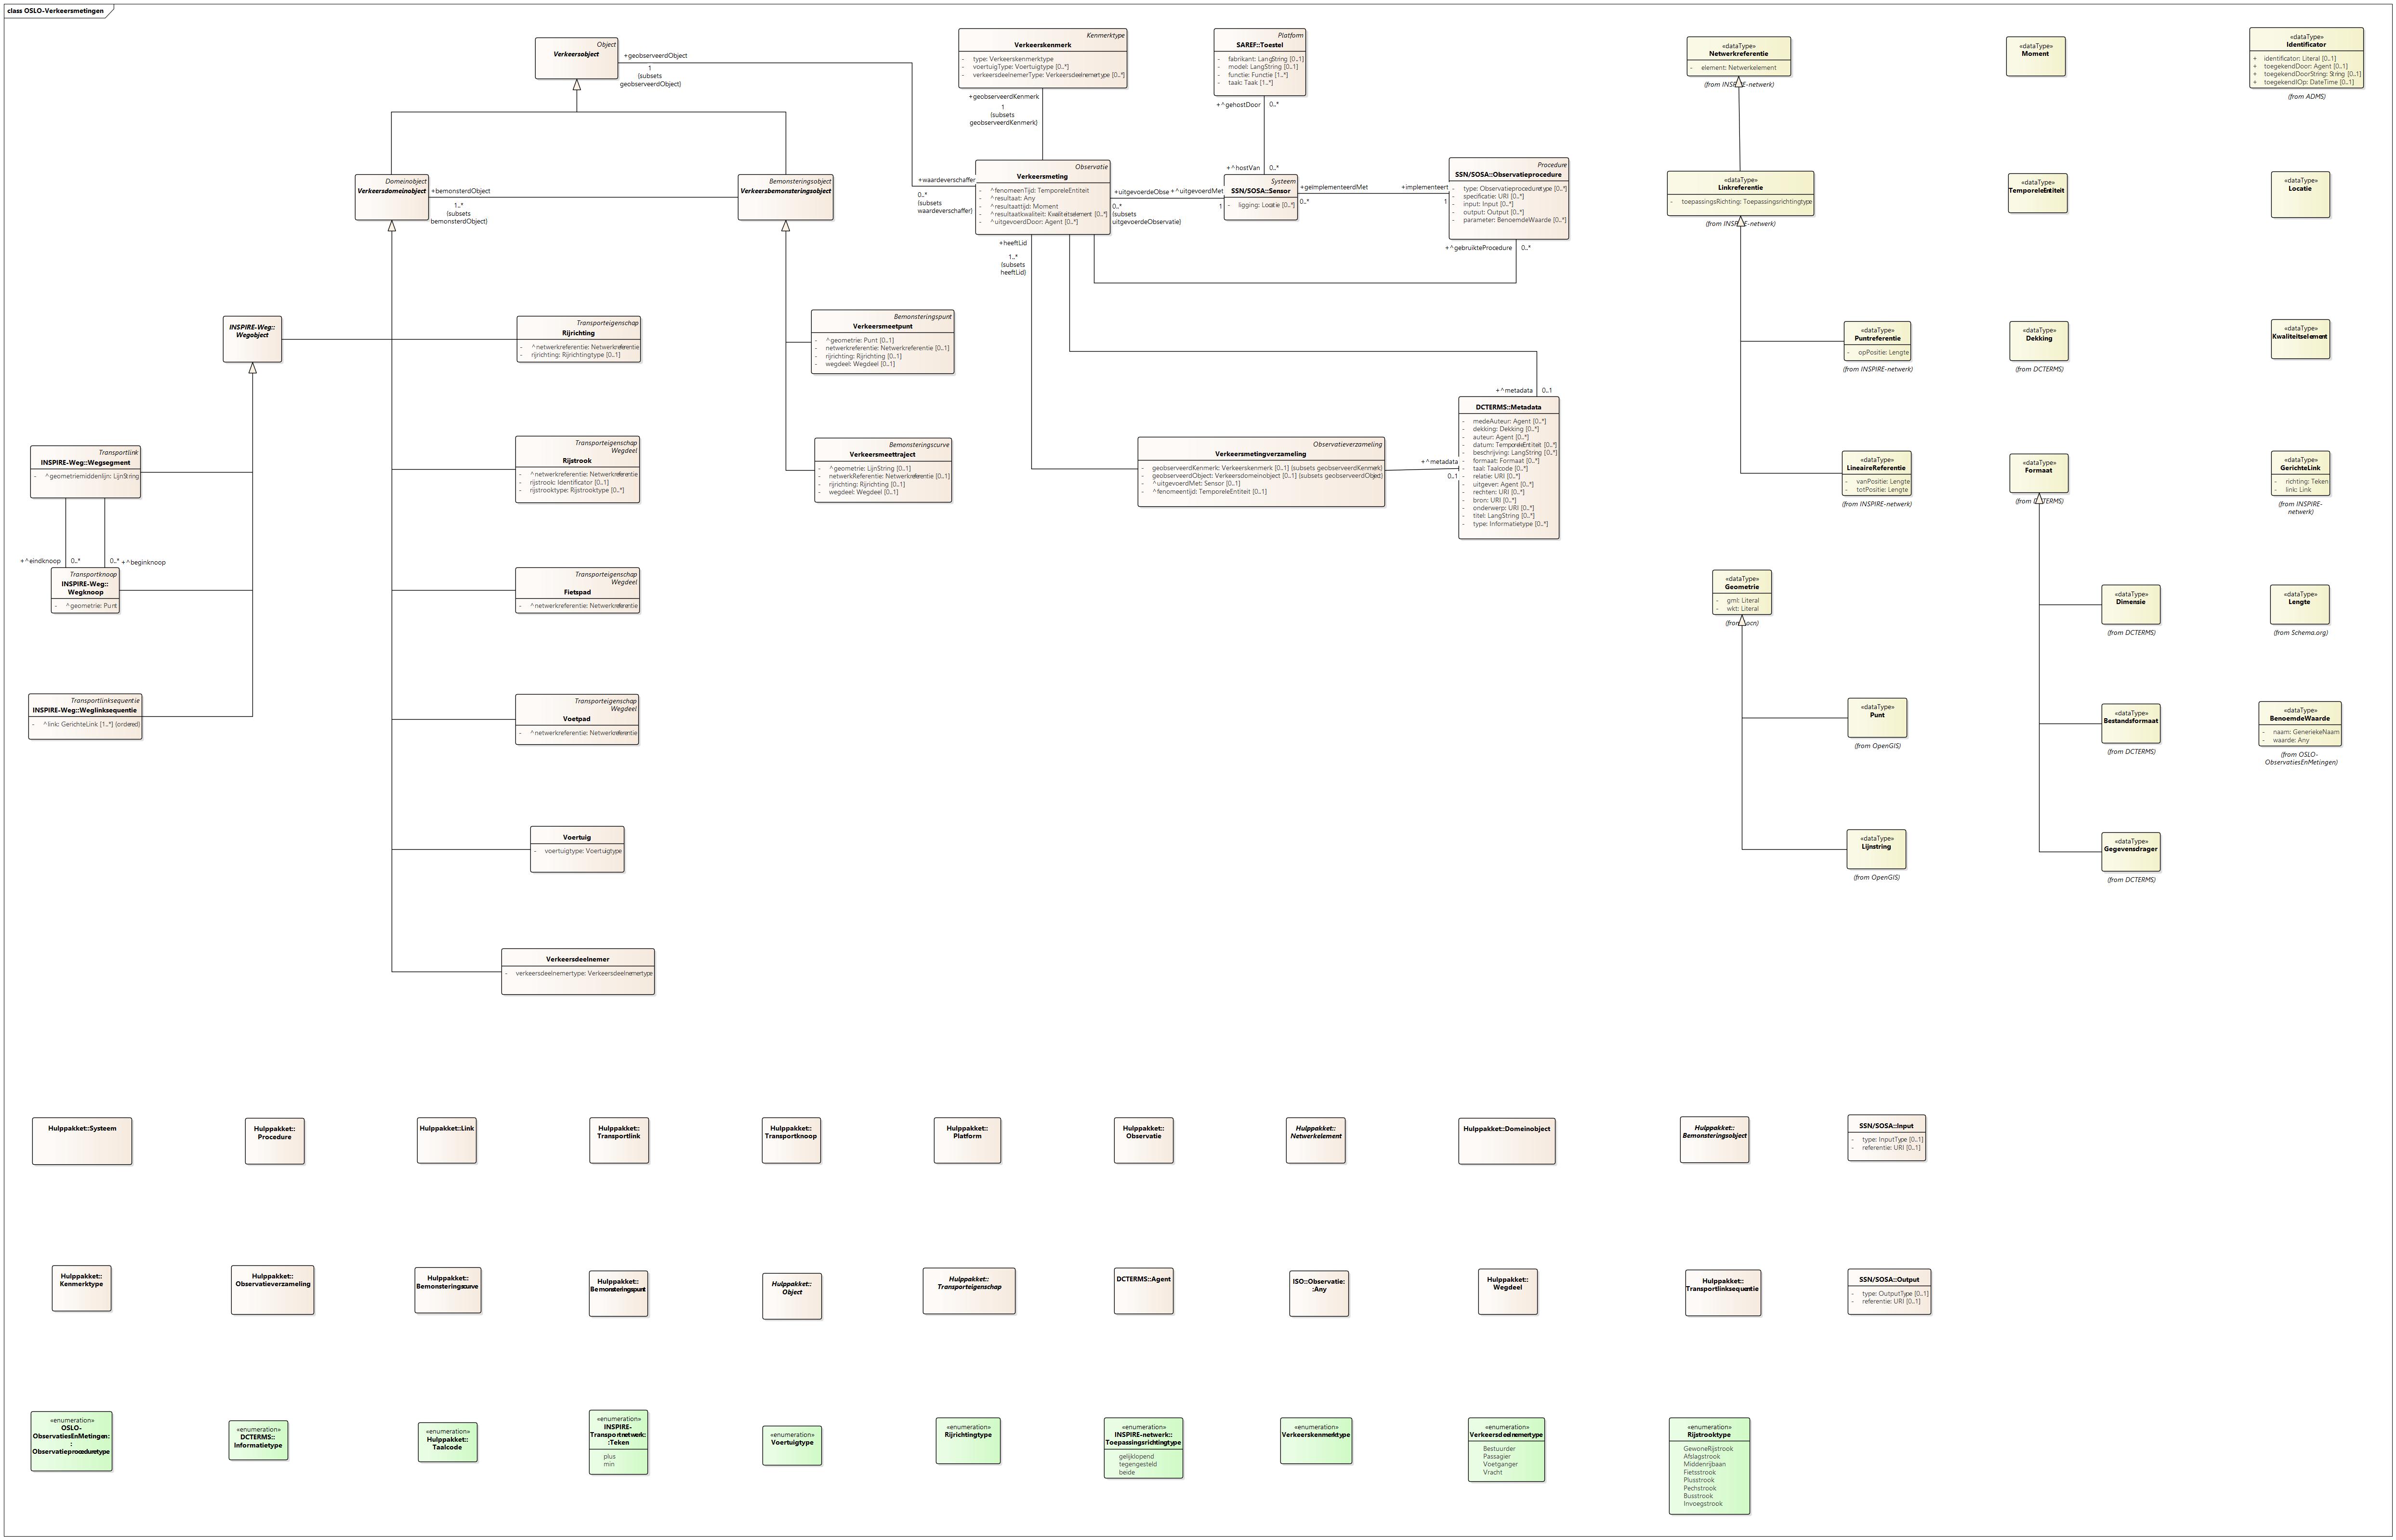 class OSLO-Verkeersmetingen
Object
Verkeersobject
+geobserveerdObject
1
{subsets
geobserveerdObject}
Kenmerktype
Verkeerskenmerk
- type: Verkeerskenmerktype
- voertuigType: Voertuigtype [0..*]
- verkeersdeelnemerType: Verkeersdeelnemertype [0..*]
+geobserveerdKenmerk
1
{subsets
geobserveerdKenmerk}
Platform
SAREF::Toestel
- fabrikant: LangString [0..1]
- model: LangString [0..1]
- functie: Functie [1..*]
- taak: Taak [1..*]
+^gehostDoor 0..*
+^hostVan 0..*
Domeinobject
Verkeersdomeinobject
+bemonsterdObject
1..*
{subsets
bemonsterdObject}
Bemonsteringsobject
Verkeersbemonsteringsobject
+waardeverschaffer
0..*
{subsets
waardeverschaffer}
Observatie
Verkeersmeting
- ^fenomeenTijd: TemporeleEntiteit
- ^resultaat: Any
- ^resultaattijd: Moment
- ^resultaatkwaliteit: Kwaliteitselement [0..*]
- ^uitgevoerdDoor: Agent [0..*]
+uitgevoerdeObse
0..*
{subsets
uitgevoerdeObservatie}
+^uitgevoerdMet
1
Systeem
SSN/SOSA::Sensor
- ligging: Locatie [0..*]
+geïmplementeerdMet
0..*
+implementeert
1
Procedure
SSN/SOSA::Observatieprocedure
- type: Observatieproceduretype [0..*]
- specificatie: URI [0..*]
- input: Input [0..*]
- output: Output [0..*]
- parameter: BenoemdeWaarde [0..*]
+^gebruikteProcedure 0..*
+heeftLid
1..*
{subsets
heeftLid}
INSPIRE-Weg::
Wegobject
Transporteigenschap
Rijrichting
- ^netwerkreferentie: Netwerkreferentie
- rijrichting: Rijrichtingtype [0..1]
Bemonsteringspunt
Verkeersmeetpunt
- ^geometrie: Punt [0..1]
- netwerkreferentie: Netwerkreferentie [0..1]
- rijrichting: Rijrichting [0..1]
- wegdeel: Wegdeel [0..1]
+^metadata 0..1
DCTERMS::Metadata
- medeAuteur: Agent [0..*]
- dekking: Dekking [0..*]
- auteur: Agent [0..*]
- datum: TemporeleEntiteit [0..*]
- beschrijving: LangString [0..*]
- formaat: Formaat [0..*]
- taal: Taalcode [0..*]
- relatie: URI [0..*]
- uitgever: Agent [0..*]
- rechten: URI [0..*]
- bron: URI [0..*]
- onderwerp: URI [0..*]
- titel: LangString [0..*]
- type: Informatietype [0..*]
Transportlink
INSPIRE-Weg::Wegsegment
- ^geometriemiddenlijn: LijnString
Transporteigenschap
Wegdeel
Rijstrook
- ^netwerkreferentie: Netwerkreferentie
- rijstrook: Identificator [0..1]
- rijstrooktype: Rijstrooktype [0..*]
Bemonsteringscurve
Verkeersmeettraject
- ^geometrie: LijnString [0..1]
- netwerkReferentie: Netwerkreferentie [0..1]
- rijrichting: Rijrichting [0..1]
- wegdeel: Wegdeel [0..1]
Observatieverzameling
Verkeersmetingverzameling
- geobserveerdKenmerk: Verkeerskenmerk [0..1] {subsets geobserveerdKenmerk}
- geobserveerdObject: Verkeersdomeinobject [0..1] {subsets geobserveerdObject}
- ^uitgevoerdMet: Sensor [0..1]
- ^fenomeentijd: TemporeleEntiteit [0..1]
+^metadata
0..1
+^eindknoop 0..* 0..* +^beginknoop
Transportknoop
INSPIRE-Weg::
Wegknoop
- ^geometrie: Punt
Transporteigenschap
Wegdeel
Fietspad
- ^netwerkreferentie: Netwerkreferentie
Transportlinksequentie
INSPIRE-Weg::Weglinksequentie
- ^link: GerichteLink [1..*] {ordered}
Transporteigenschap
Wegdeel
Voetpad
- ^netwerkreferentie: Netwerkreferentie
Voertuig
- voertuigtype: Voertuigtype
Verkeersdeelnemer
- verkeersdeelnemertype: Verkeersdeelnemertype
«dataType»
Netwerkreferentie
- element: Netwerkelement
(from INSPIRE-netwerk)
«dataType»
Moment
«dataType»
Identificator
+ identificator: Literal [0..1]
+ toegekendDoor: Agent [0..1]
+ toegekendDoorString: String [0..1]
+ toegekendIOp: DateTime [0..1]
(from ADMS)
«dataType»
Linkreferentie
- toepassingsRichting: Toepassingsrichtingtype
(from INSPIRE-netwerk)
«dataType»
TemporeleEntiteit
«dataType»
Locatie
«dataType»
Puntreferentie
- opPositie: Lengte
(from INSPIRE-netwerk)
«dataType»
Dekking
(from DCTERMS)
«dataType»
Kwaliteitselement
«dataType»
LineaireReferentie
- vanPositie: Lengte
- totPositie: Lengte
(from INSPIRE-netwerk)
«dataType»
Formaat
(from DCTERMS)
«dataType»
GerichteLink
- richting: Teken
- link: Link
(from INSPIRE-
netwerk)
«dataType»
Geometrie
- gml: Literal
- wkt: Literal
(from locn)
«dataType»
Dimensie
(from DCTERMS)
«dataType»
Lengte
(from Schema.org)
«dataType»
Punt
(from OpenGIS)
«dataType»
Bestandsformaat
(from DCTERMS)
«dataType»
BenoemdeWaarde
- naam: GeneriekeNaam
- waarde: Any
(from OSLO-
ObservatiesEnMetingen)
«dataType»
Lijnstring
(from OpenGIS)
«dataType»
Gegevensdrager
(from DCTERMS)
Hulppakket::Systeem
Hulppakket::
Procedure
Hulppakket::Link
Hulppakket::
Transportlink
Hulppakket::
Transportknoop
Hulppakket::
Platform
Hulppakket::
Observatie
Hulppakket::
Netwerkelement
Hulppakket::Domeinobject
Hulppakket::
Bemonsteringsobject
SSN/SOSA::Input
- type: InputType [0..1]
- referentie: URI [0..1]
Hulppakket::
Kenmerktype
Hulppakket::
Observatieverzameling
Hulppakket::
Bemonsteringscurve
Hulppakket::
Bemonsteringspunt
Hulppakket::
Object
Hulppakket::
Transporteigenschap
DCTERMS::Agent
ISO::Observatie:
:Any
Hulppakket::
Wegdeel
Hulppakket::
Transportlinksequentie
SSN/SOSA::Output
- type: OutputType [0..1]
- referentie: URI [0..1]
«enumeration»
OSLO-
ObservatiesEnMetingen:
:
Observatieproceduretype
«enumeration»
DCTERMS::
Informatietype
«enumeration»
Hulppakket::
Taalcode
«enumeration»
INSPIRE-
Transportnetwerk:
:Teken
plus
min
«enumeration»
Voertuigtype
«enumeration»
Rijrichtingtype
«enumeration»
INSPIRE-netwerk::
Toepassingsrichtingtype
gelijklopend
tegengesteld
beide
«enumeration»
Verkeerskenmerktype
«enumeration»
Verkeersdeelnemertype
Bestuurder
Passagier
Voetganger
Vracht
«enumeration»
Rijstrooktype
GewoneRijstrook
Afslagstrook
Middenrijbaan
Fietsstrook
Plusstrook
Pechstrook
Busstrook
Invoegstrook